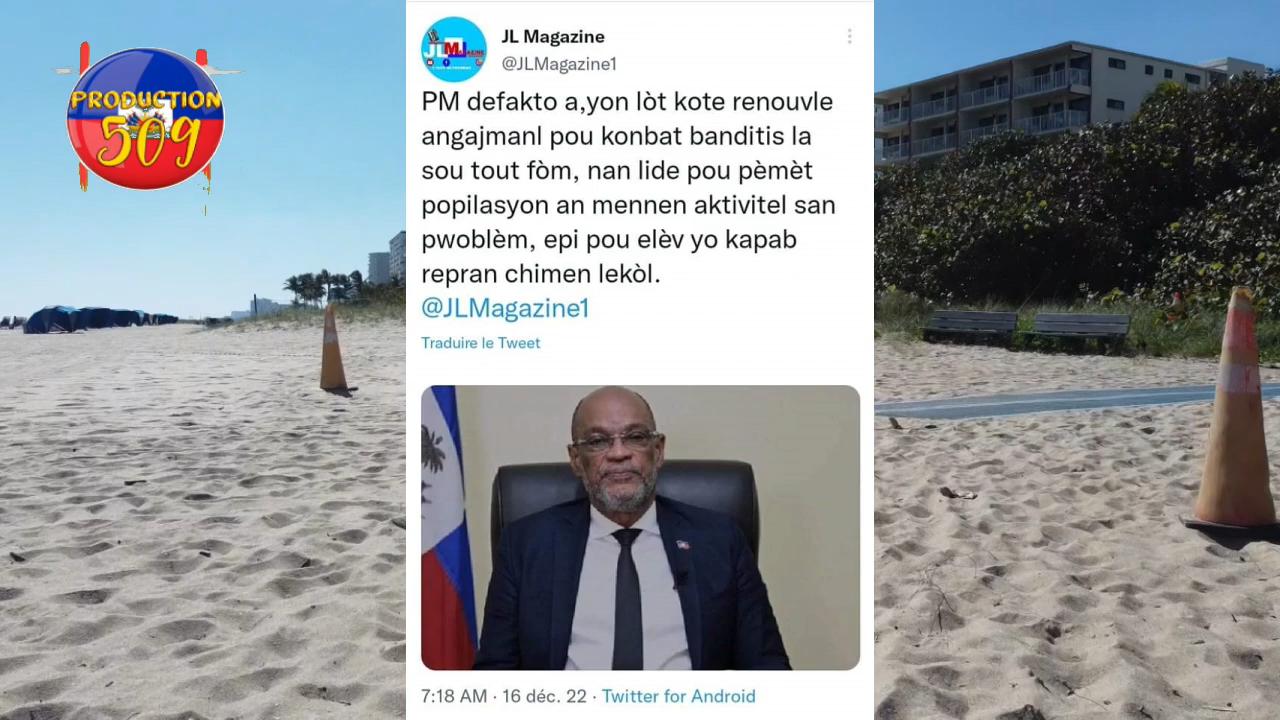 PRODUCTION
509
JL Magazine
@JLMagazine1
PM defakto a,yon lòt kote renouvle
angajmanl pou konbat banditis la
sou tout fòm, nan lide pou pèmèt
popilasyon an mennen aktivitel san
pwoblèm, epi pou elèv yo kapab
repran chimen lekòl.
@JLMagazine1
Traduire le Tweet
7:18 AM · 16 déc. 22 · Twitter for Android